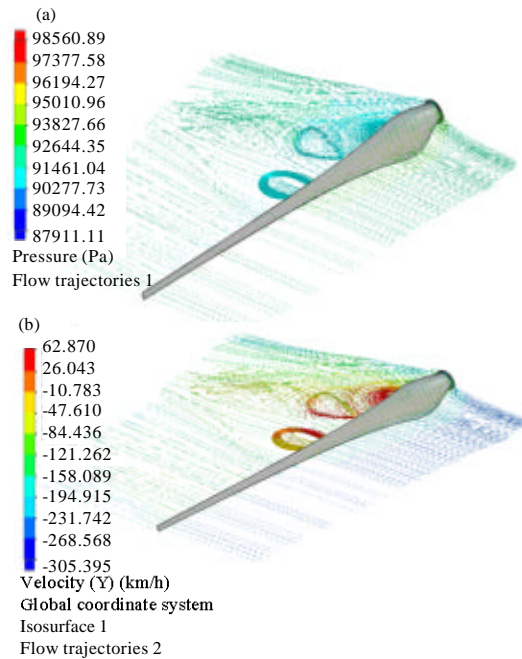 (a)
98560.89
97377.58
96194.27
95010.96
93827.66
92644.35
91461.04
90277.73
89094.42
87911.11
Pressure (Pa)
Flow trajectories 1
(b)
62.870
26.043
-10.783
-47.610
-84.436
-121.262
-158.089
-194.915
-231.742
-268.568
-305.395
Velocity (Y) (km/h)
Global coordinate system
Isosurface 1
Flow trajectories 2